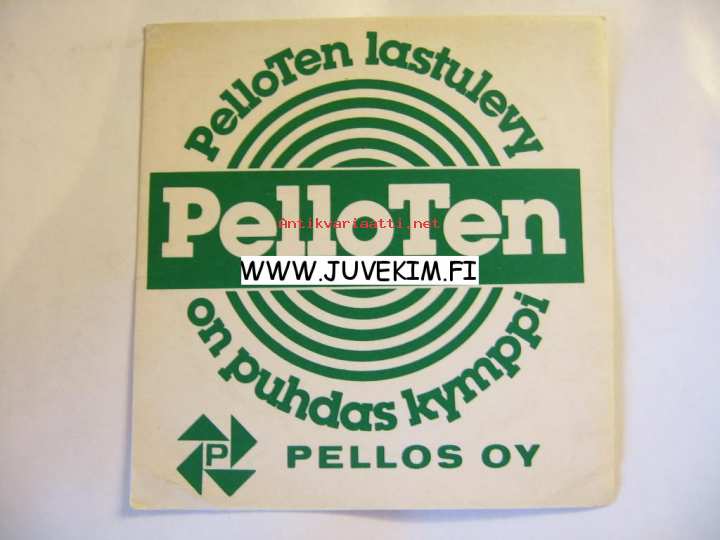 PelloTen lastulevy
PelloTen
Antikvariaatti.net
WWW.JUVEKIM.FI
on puhdas kymppi
P
PELLOS OY